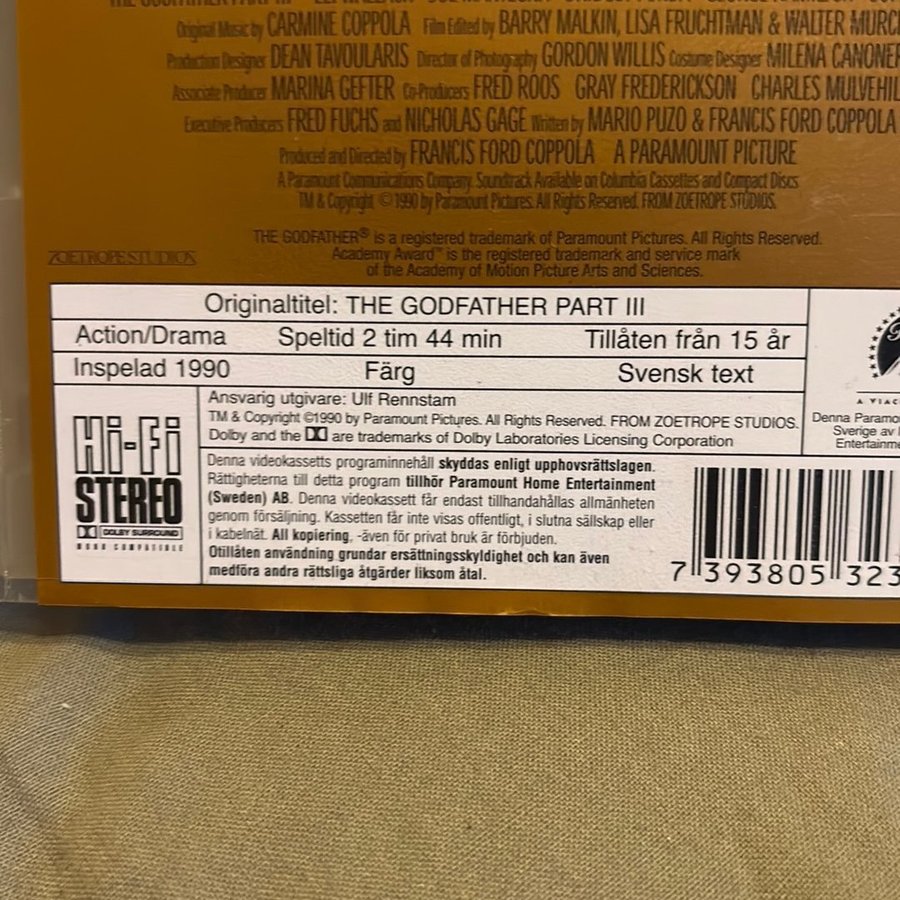 Original Music by CARMINE COPPOLA Film Edited by BARRY MALKIN, LISA FRUCHTMAN & WALTER MURCH
Production Designer DEAN TAVOULARIS Director of Photography GORDON WILLIS Costume Designer MILENA CANONER
Associate Producer MARINA GEFTER Co-Producers FRED ROOS GRAY FREDERICKSON CHARLES MULVEHIL
Executive Producers FRED FUCHS and NICHOLAS GAGE Written by MARIO PUZO & FRANCIS FORD COPPOLA
Produced and Directed by FRANCIS FORD COPPOLA A PARAMOUNT PICTURE
A Paramount Communications Company. Soundtrack Available on Columbia Cassettes and Compact Discs
TM & Copyright © 1990 by Paramount Pictures. All Rights Reserved. FROM ZOETROPE STUDIOS.
THE GODFATHER® is a registered trademark of Paramount Pictures. All Rights Reserved.
Academy Award™ is the registered trademark and service mark
of the Academy of Motion Picture Arts and Sciences.
ZOETROPE STUDIOS
Originaltitel: THE GODFATHER PART III
Action/Drama Speltid 2 tim 44 min Tillåten från 15 år
Inspelad 1990 Färg Svensk text
Ansvarig utgivare: Ulf Rennstam
TM & Copyright ©1990 by Paramount Pictures. All Rights Reserved. FROM ZOETROPE STUDIOS.
Dolby and the are trademarks of Dolby Laboratories Licensing Corporation
A VIAC
Denna Paramo
Sverige av
Entertainm
Hi-Fi
STEREO
DOLBY SURROUND
MONO COMPATIBLE
Denna videokassetts programinnehåll skyddas enligt upphovsrättslagen.
Rättigheterna till detta program tillhör Paramount Home Entertainment
(Sweden) AB. Denna videokassett får endast tillhandahållas allmänheten
genom försäljning. Kassetten får inte visas offentligt, i slutna sällskap eller
i kabelnät. All kopiering, -även för privat bruk är förbjuden.
Otillåten användning grundar ersättningsskyldighet och kan även
medföra andra rättsliga åtgärder liksom åtal.
7 393805 323